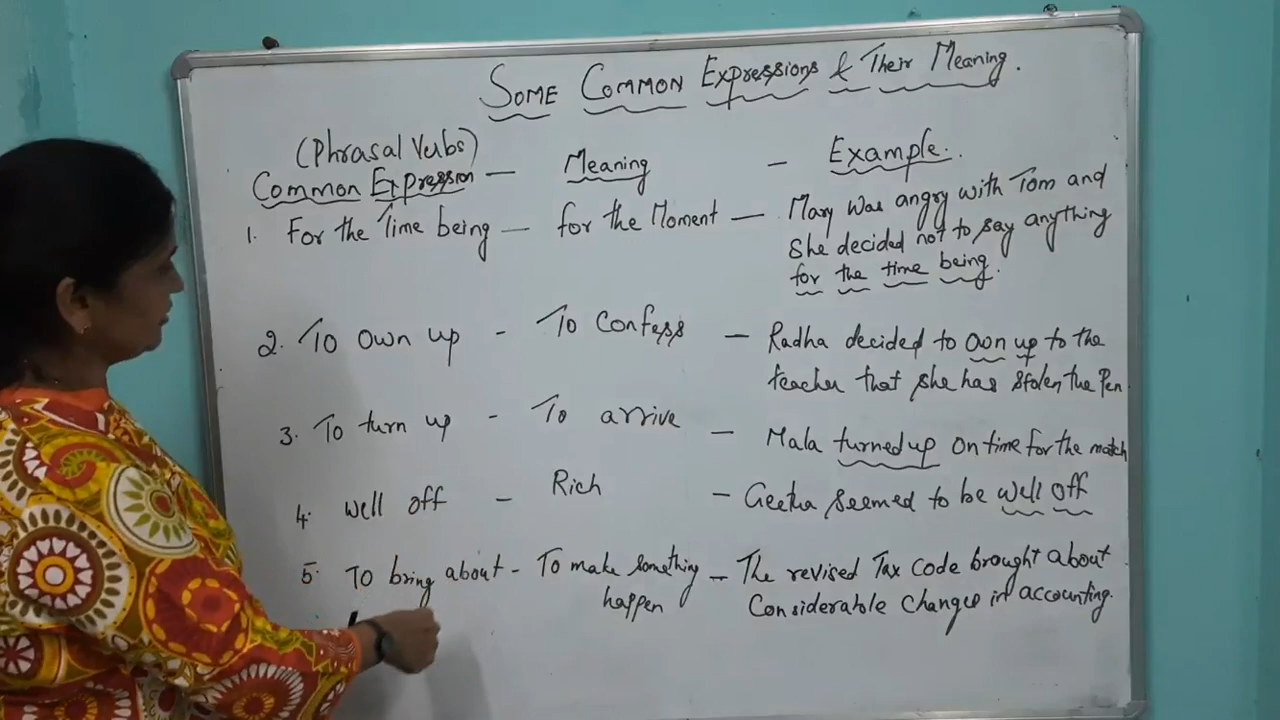 SOME COMMON Expressions & Their Meaning.
(Phrasal Verbs)
Common Expression — Meaning - Example.
1. For the Time being — for the Moment — Mary was angry with Tom and
She decided not to say anything
for the time being.
2. To Own up - To Confess — Radha decided to own up to the
teacher that she has stolen the Pen
3. To turn up - To arrive — Mala turned up on time for the match
4. Well off — Rich — Geetha seemed to be well off
5. To bring about - To make something — The revised Tax code brought about
happen Considerable changes in accounting.